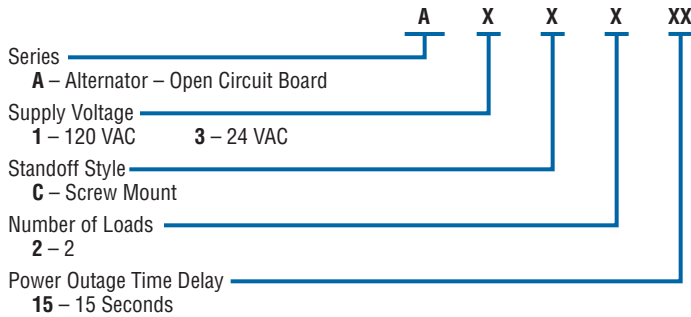 A X X X XX
Series
A – Alternator – Open Circuit Board
Supply Voltage
1 – 120 VAC 3 – 24 VAC
Standoff Style
C – Screw Mount
Number of Loads
2 – 2
Power Outage Time Delay
15 – 15 Seconds